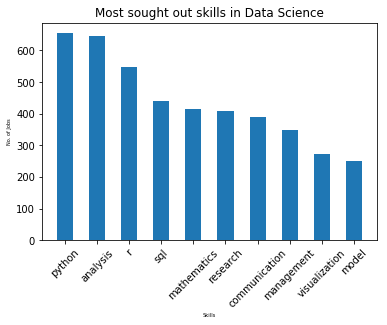 Most sought out skills in Data Science
600
500
400
300
200
100
0
No. of Jobs
python
analysis
r
sql
mathematics
research
communication
management
visualization
model
Skills